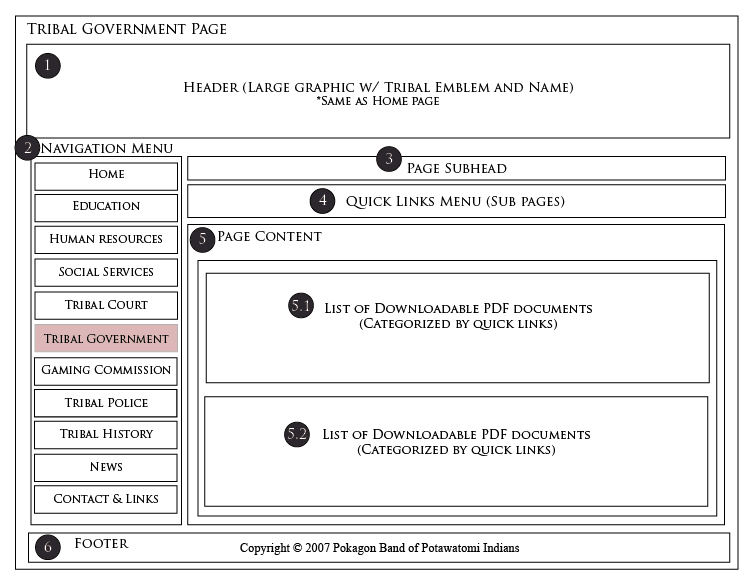 Tribal Government Page
1
Header (Large graphic w/ Tribal Emblem and Name)
*Same as Home page
2 Navigation Menu
Home
Education
Human resources
Social Services
Tribal Court
Tribal Government
Gaming Commission
Tribal Police
Tribal History
News
Contact & Links
3 Page Subhead
4 Quick Links Menu (Sub pages)
5 Page Content
5.1 List of Downloadable PDF documents
(Categorized by quick links)
5.2 List of Downloadable PDF documents
(Categorized by quick links)
6 Footer Copyright © 2007 Pokagon Band of Potawatomi Indians